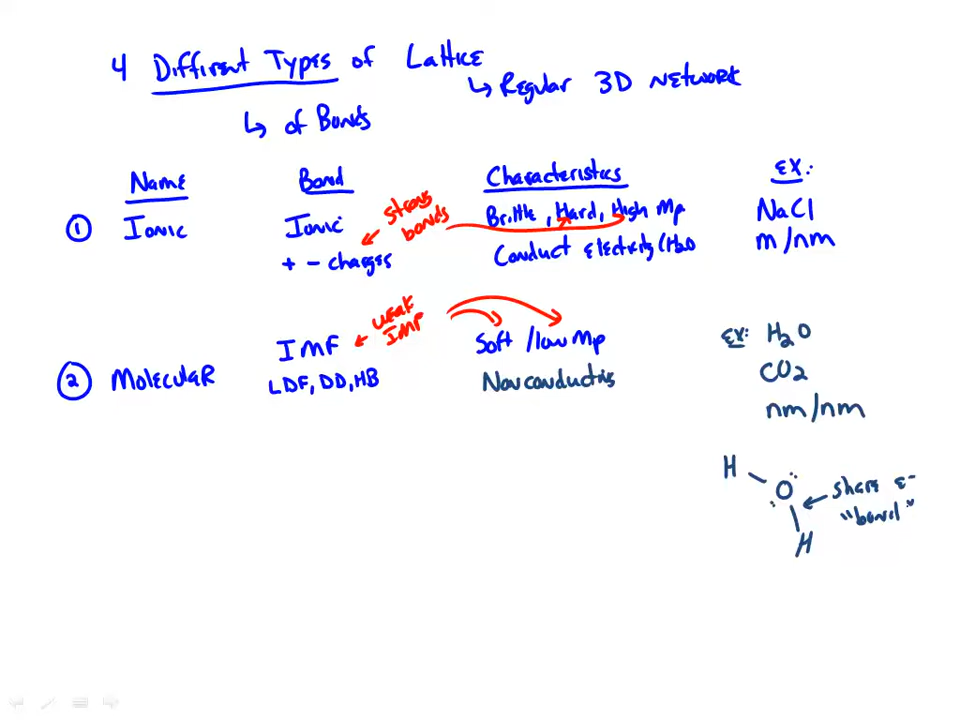 4 Different Types of Lattice
↳ Regular 3D Network
↳ of Bonds
Name Bond Characteristics Ex:
① Ionic Ionic strong bonds Brittle, Hard, High Mp NaCl
+ - charges Conduct electricity (H2O m/nm
② Molecular IMF weak IMF Soft /low Mp Ex: H2O
LDF, DD, HB Nonconducting CO2
nm/nm
H
O share e-
"bond"
H